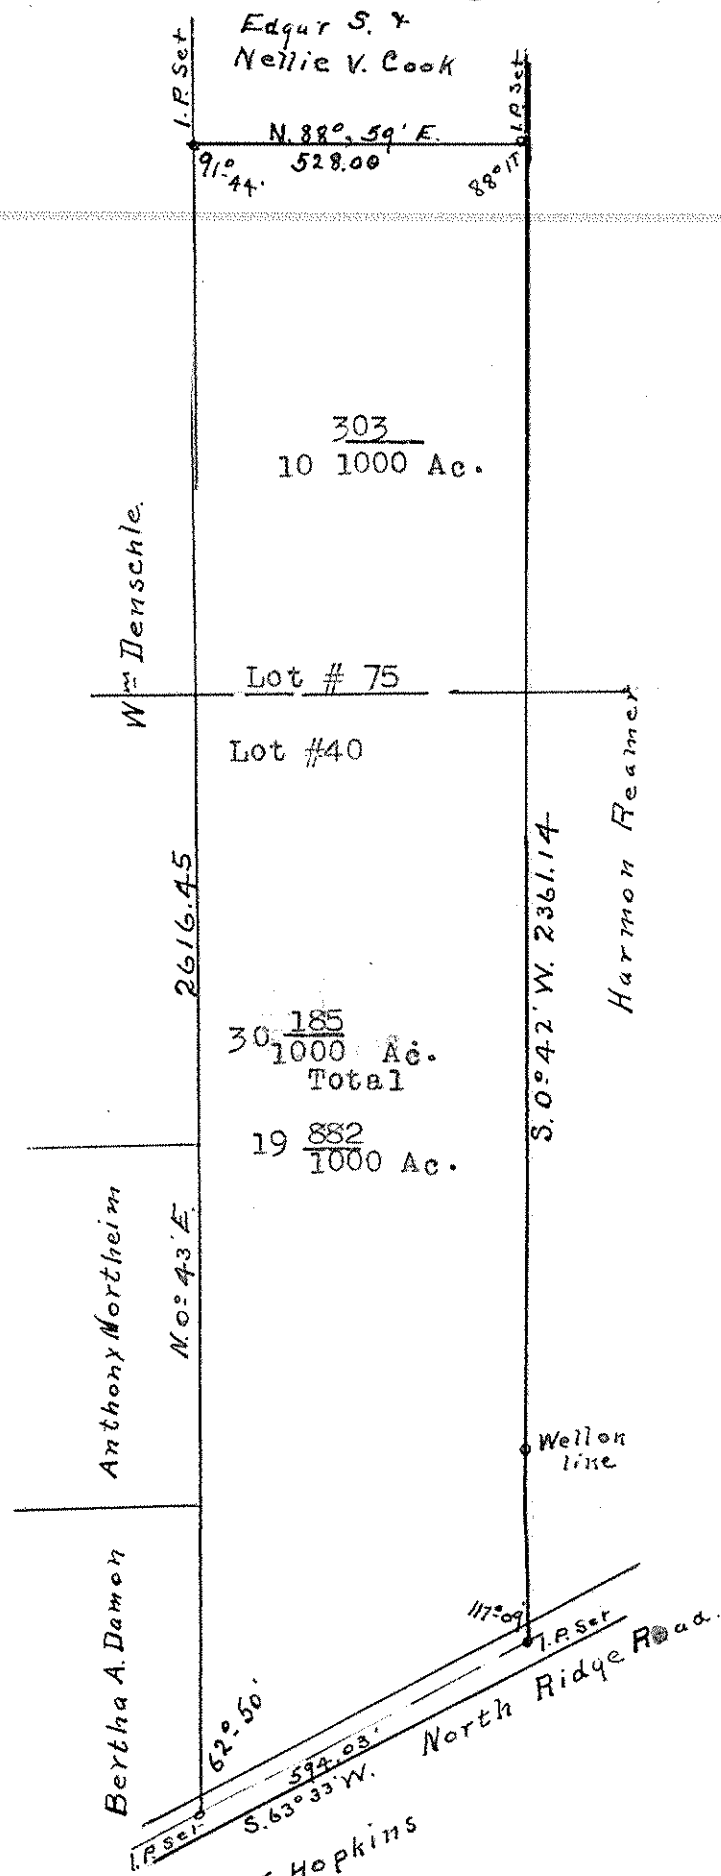 Edgar S. &
Nellie V. Cook
I.P. Set
I.P. Set
N. 88°, 59' E.
528.00
91°44'
88°17
303
10 1000 Ac.
Wm Denschle.
Lot # 75
Lot #40
Harmon Reamer
2616.45
S. 0° 42' W. 2361.14
30 185
1000 Ac.
Total
19 882
1000 Ac.
Anthony Northeim
N. 0° 43' E.
Well on
line
Bertha A. Damon
117°09'
I.P. Set
62°50'
594.03'
S. 63° 33' W.
North Ridge Road.
I.P. Set
Hopkins